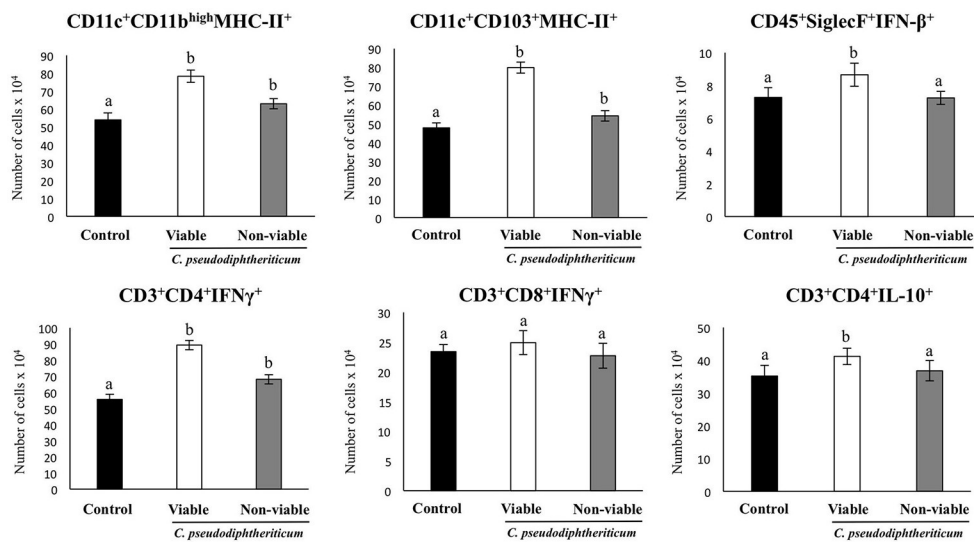 CD11c⁺CD11bʰⁱᵍʰMHC-II⁺
Number of cells x 10⁴
90
80
70
60
50
40
30
20
10
0
a
b
b
Control
Viable
Non-viable
C. pseudodiphtheriticum
CD11c⁺CD103⁺MHC-II⁺
Number of cells x 10⁴
90
80
70
60
50
40
30
20
10
0
a
b
b
Control
Viable
Non-viable
C. pseudodiphtheriticum
CD45⁺SiglecF⁺IFN-β⁺
Number of cells x 10⁴
10
8
6
4
2
0
a
b
a
Control
Viable
Non-viable
C. pseudodiphtheriticum
CD3⁺CD4⁺IFNγ⁺
Number of cells x 10⁴
100
90
80
70
60
50
40
30
20
10
0
a
b
b
Control
Viable
Non-viable
C. pseudodiphtheriticum
CD3⁺CD8⁺IFNγ⁺
Number of cells x 10⁴
30
25
20
15
10
5
0
a
a
a
Control
Viable
Non-viable
C. pseudodiphtheriticum
CD3⁺CD4⁺IL-10⁺
Number of cells x 10⁴
50
40
30
20
10
0
a
b
a
Control
Viable
Non-viable
C. pseudodiphtheriticum